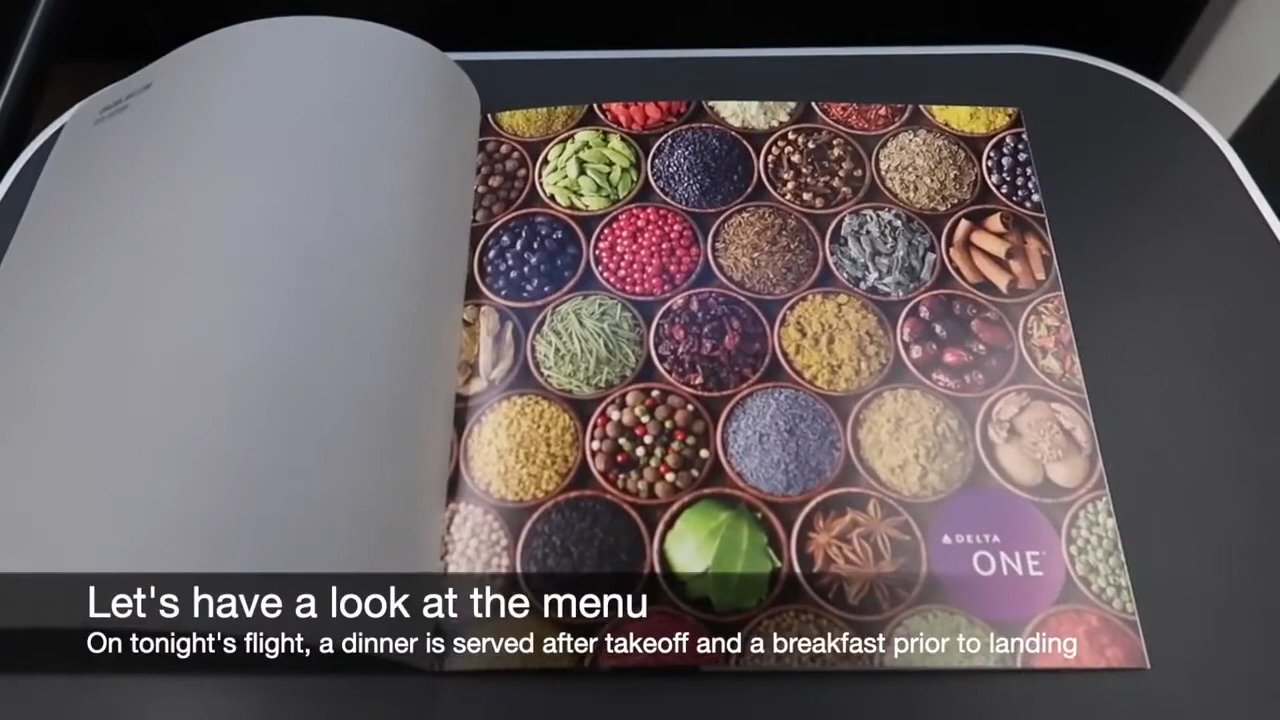 DELTA
ONE
Let's have a look at the menu
On tonight's flight, a dinner is served after takeoff and a breakfast prior to landing